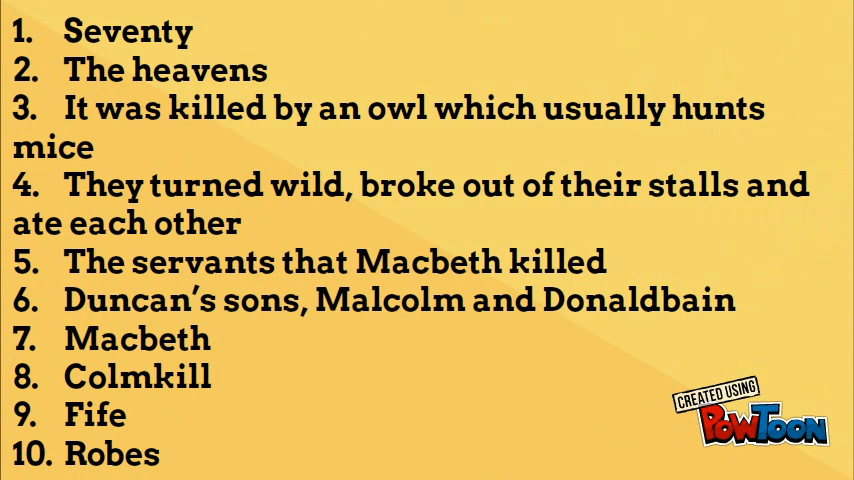 1. Seventy
2. The heavens
3. It was killed by an owl which usually hunts
mice
4. They turned wild, broke out of their stalls and
ate each other
5. The servants that Macbeth killed
6. Duncan’s sons, Malcolm and Donaldbain
7. Macbeth
8. Colmkill
9. Fife
10. Robes
CREATED USING
POWTOON